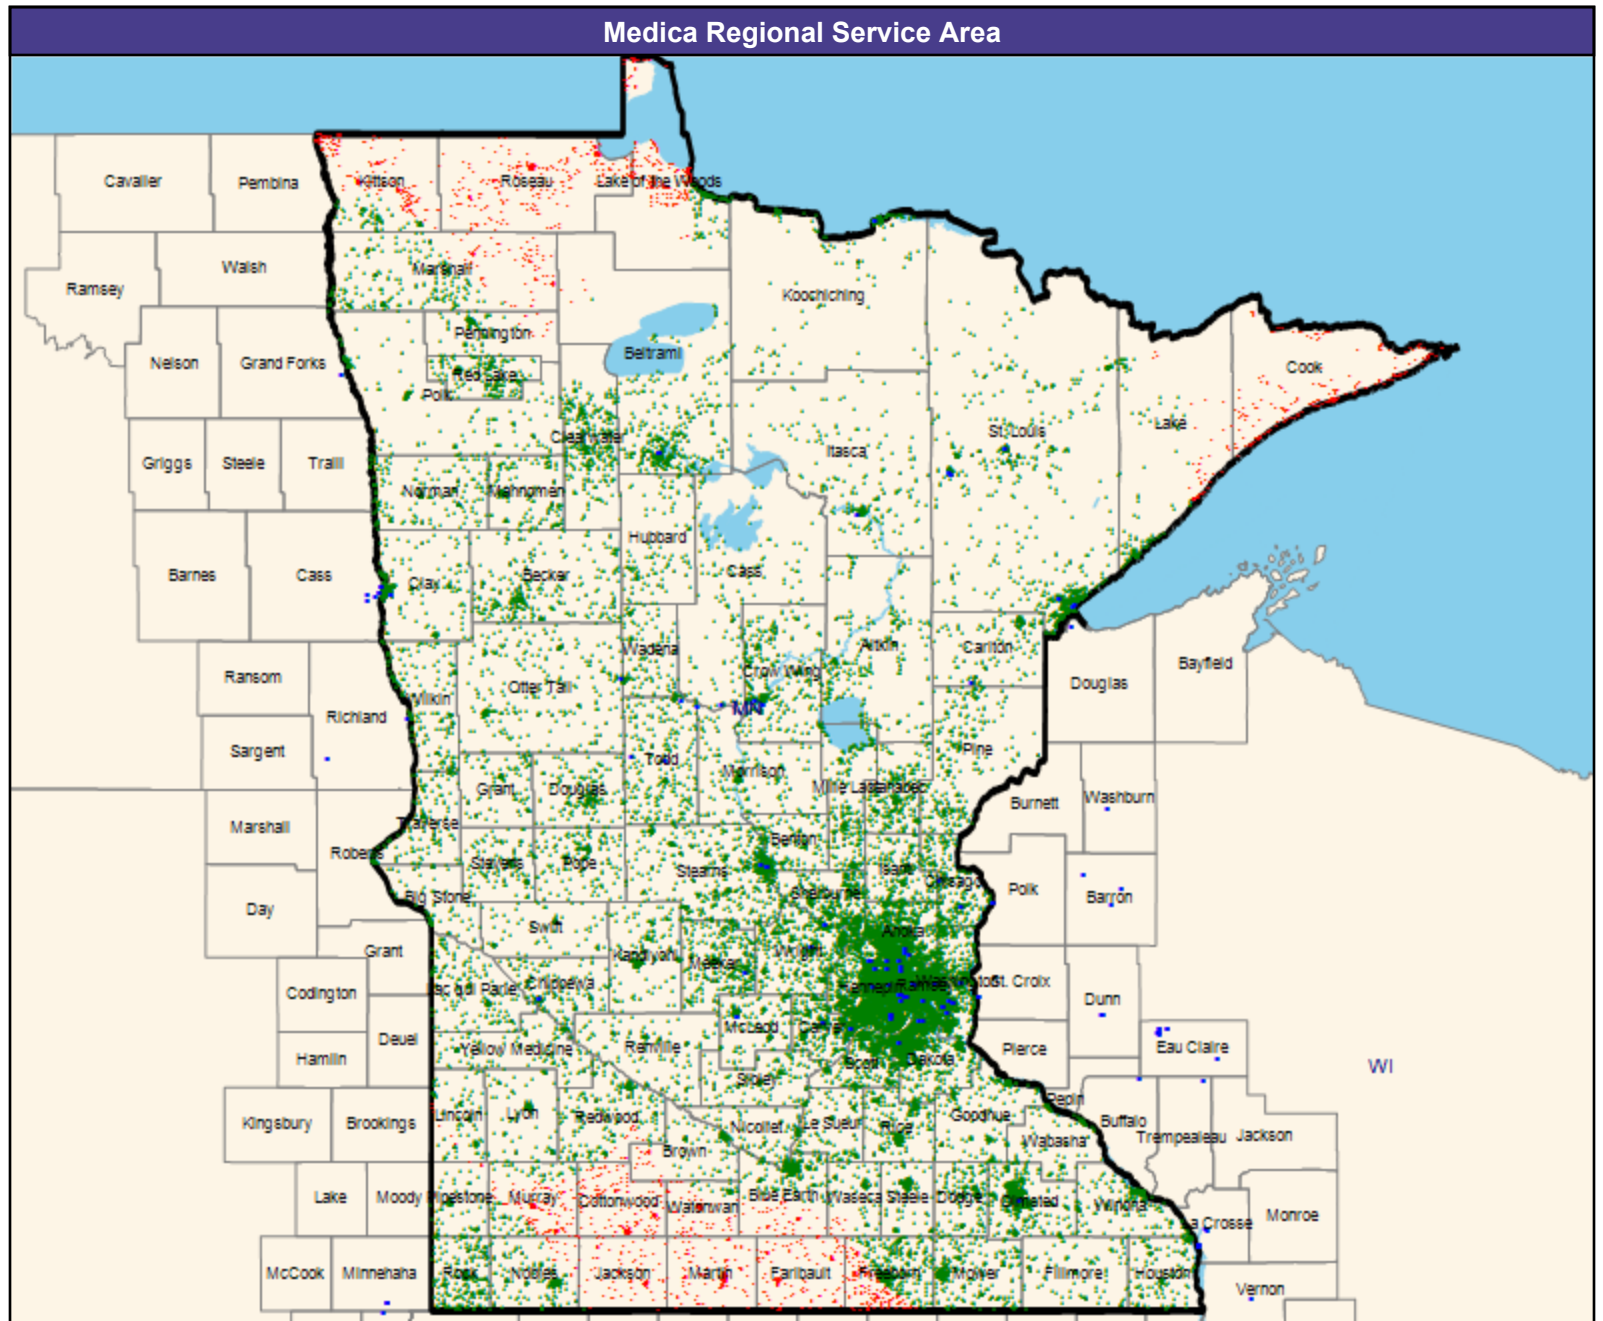 Medica Regional Service Area
Cavalier
Pembina
Kittson
Roseau
Lake of the Woods
Walsh
Ramsey
Marshall
Koochiching
Nelson
Grand Forks
Pennington
Beltrami
Cook
Red Lake
Polk
Clearwater
Lake
St. Louis
Itasca
Griggs
Steele
Traill
Norman
Mahnomen
Hubbard
Barnes
Cass
Clay
Becker
Cass
Wadena
Aitkin
Carlton
Crow Wing
Bayfield
Ransom
Otter Tail
Douglas
Wilkin
MN
Richland
Sargent
Todd
Pine
Morrison
Grant
Douglas
Mille Lacs
Kanabec
Burnett
Washburn
Marshall
Traverse
Roberts
Benton
Stevens
Pope
Stearns
Isanti
Sherburne
Chisago
Polk
Barron
Big Stone
Day
Swift
Anoka
Grant
Kandiyohi
Meeker
Wright
Codington
Lac qui Parle
Chippewa
Hennepin
Ramsey
Washington
St. Croix
Dunn
McLeod
Carver
Deuel
Hamlin
Yellow Medicine
Renville
Scott
Dakota
Pierce
Eau Claire
WI
Sibley
Pepin
Kingsbury
Brookings
Lincoln
Lyon
Redwood
Nicollet
Le Sueur
Rice
Goodhue
Buffalo
Trempealeau
Jackson
Wabasha
Brown
Lake
Moody
Pipestone
Murray
Cottonwood
Watonwan
Blue Earth
Waseca
Steele
Dodge
Olmsted
Winona
La Crosse
Monroe
McCook
Minnehaha
Rock
Nobles
Jackson
Martin
Faribault
Freeborn
Mower
Fillmore
Houston
Vernon